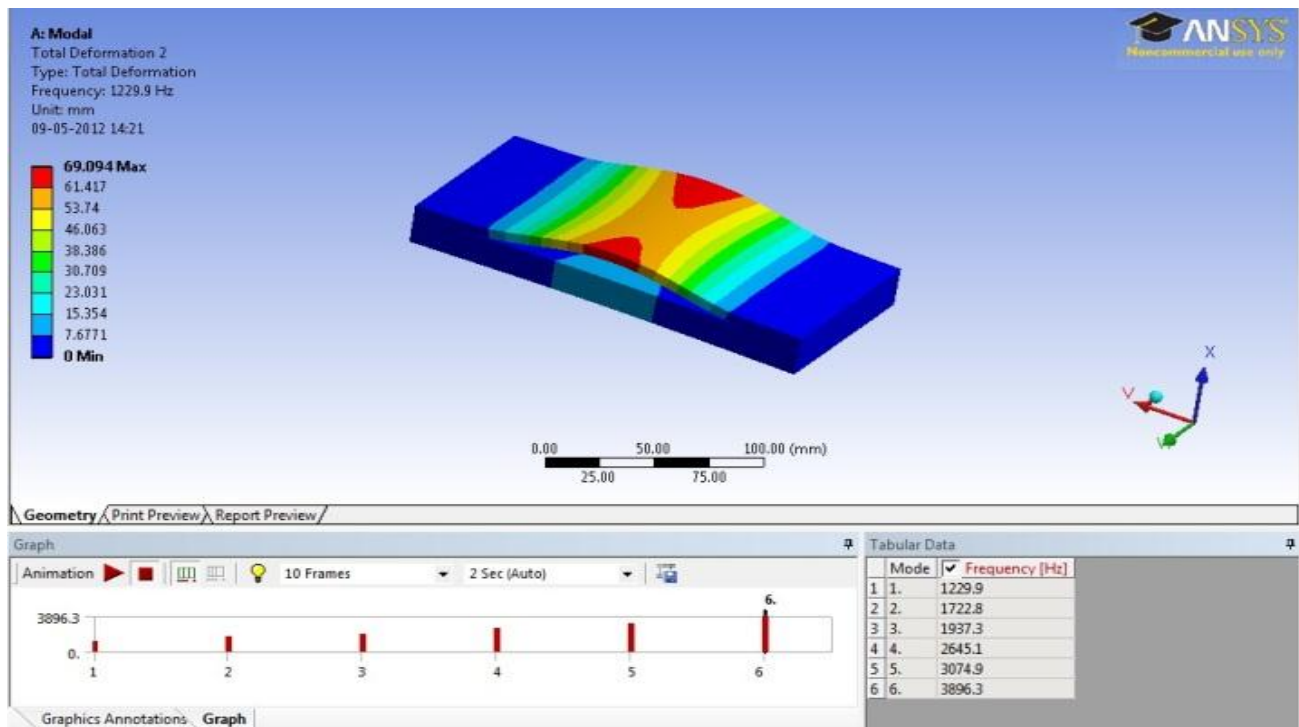 A: Modal
Total Deformation 2
Type: Total Deformation
Frequency: 1229.9 Hz
Unit: mm
09-05-2012 14:21
69.094 Max
61.417
53.74
46.063
38.386
30.709
23.031
15.354
7.6771
0 Min
ANSYS
Noncommercial use only
X
0.00 50.00 100.00 (mm)
25.00 75.00
Geometry Print Preview Report Preview
Graph
Animation 10 Frames 2 Sec (Auto)
6.
3896.3
0.
1 2 3 4 5 6
Graphics Annotations Graph
Tabular Data
Mode Frequency [Hz]
1 1. 1229.9
2 2. 1722.8
3 3. 1937.3
4 4. 2645.1
5 5. 3074.9
6 6. 3896.3